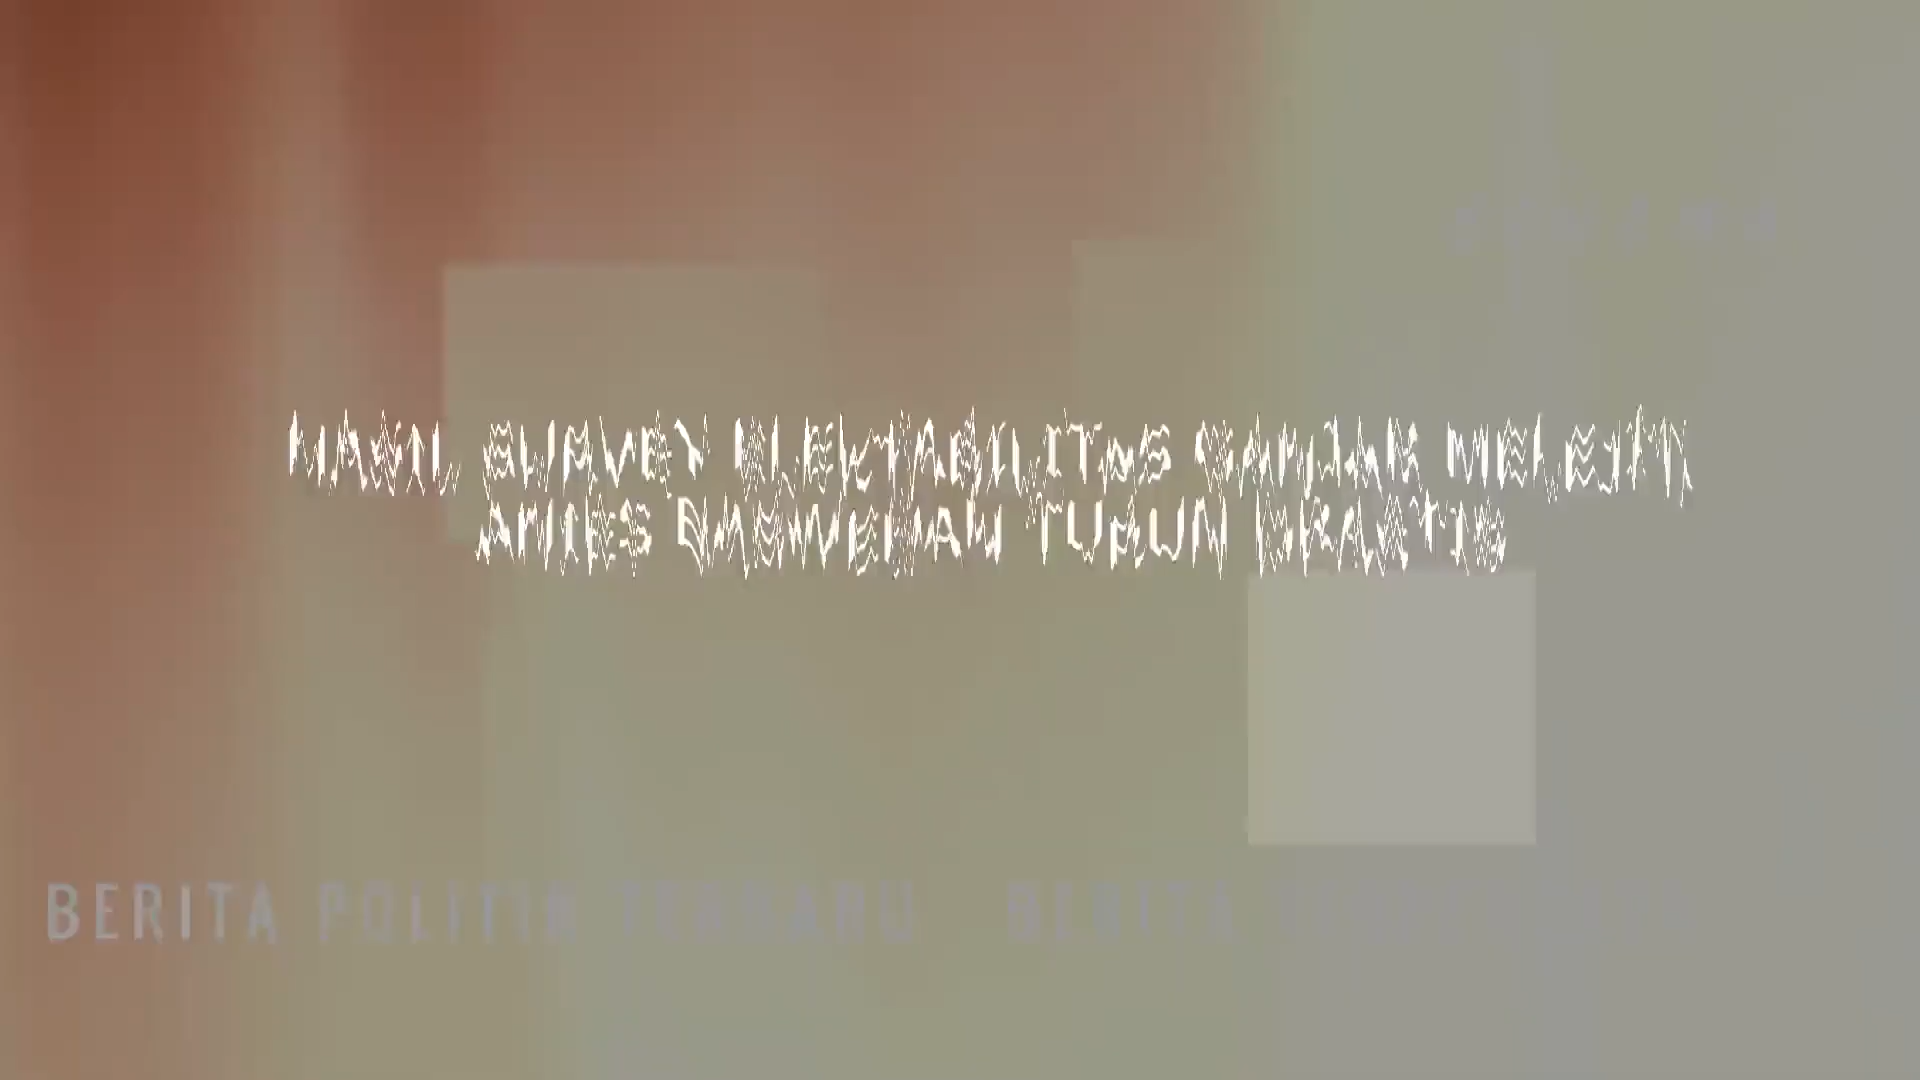 HASIL SURVEY ELEKTABILITAS GANJAR MELEJIT,
ANIES BASWEDAN TURUN DRASTIS
BERITA POLITIK TERBARU BERITA